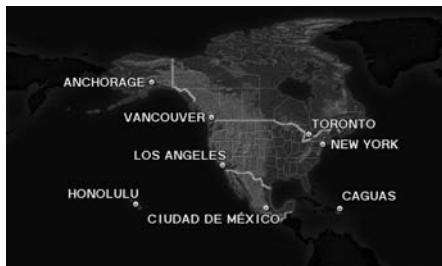 ANCHORAGE
VANCOUVER
TORONTO
NEW YORK
LOS ANGELES
HONOLULU
CAGUAS
CIUDAD DE MÉXICO